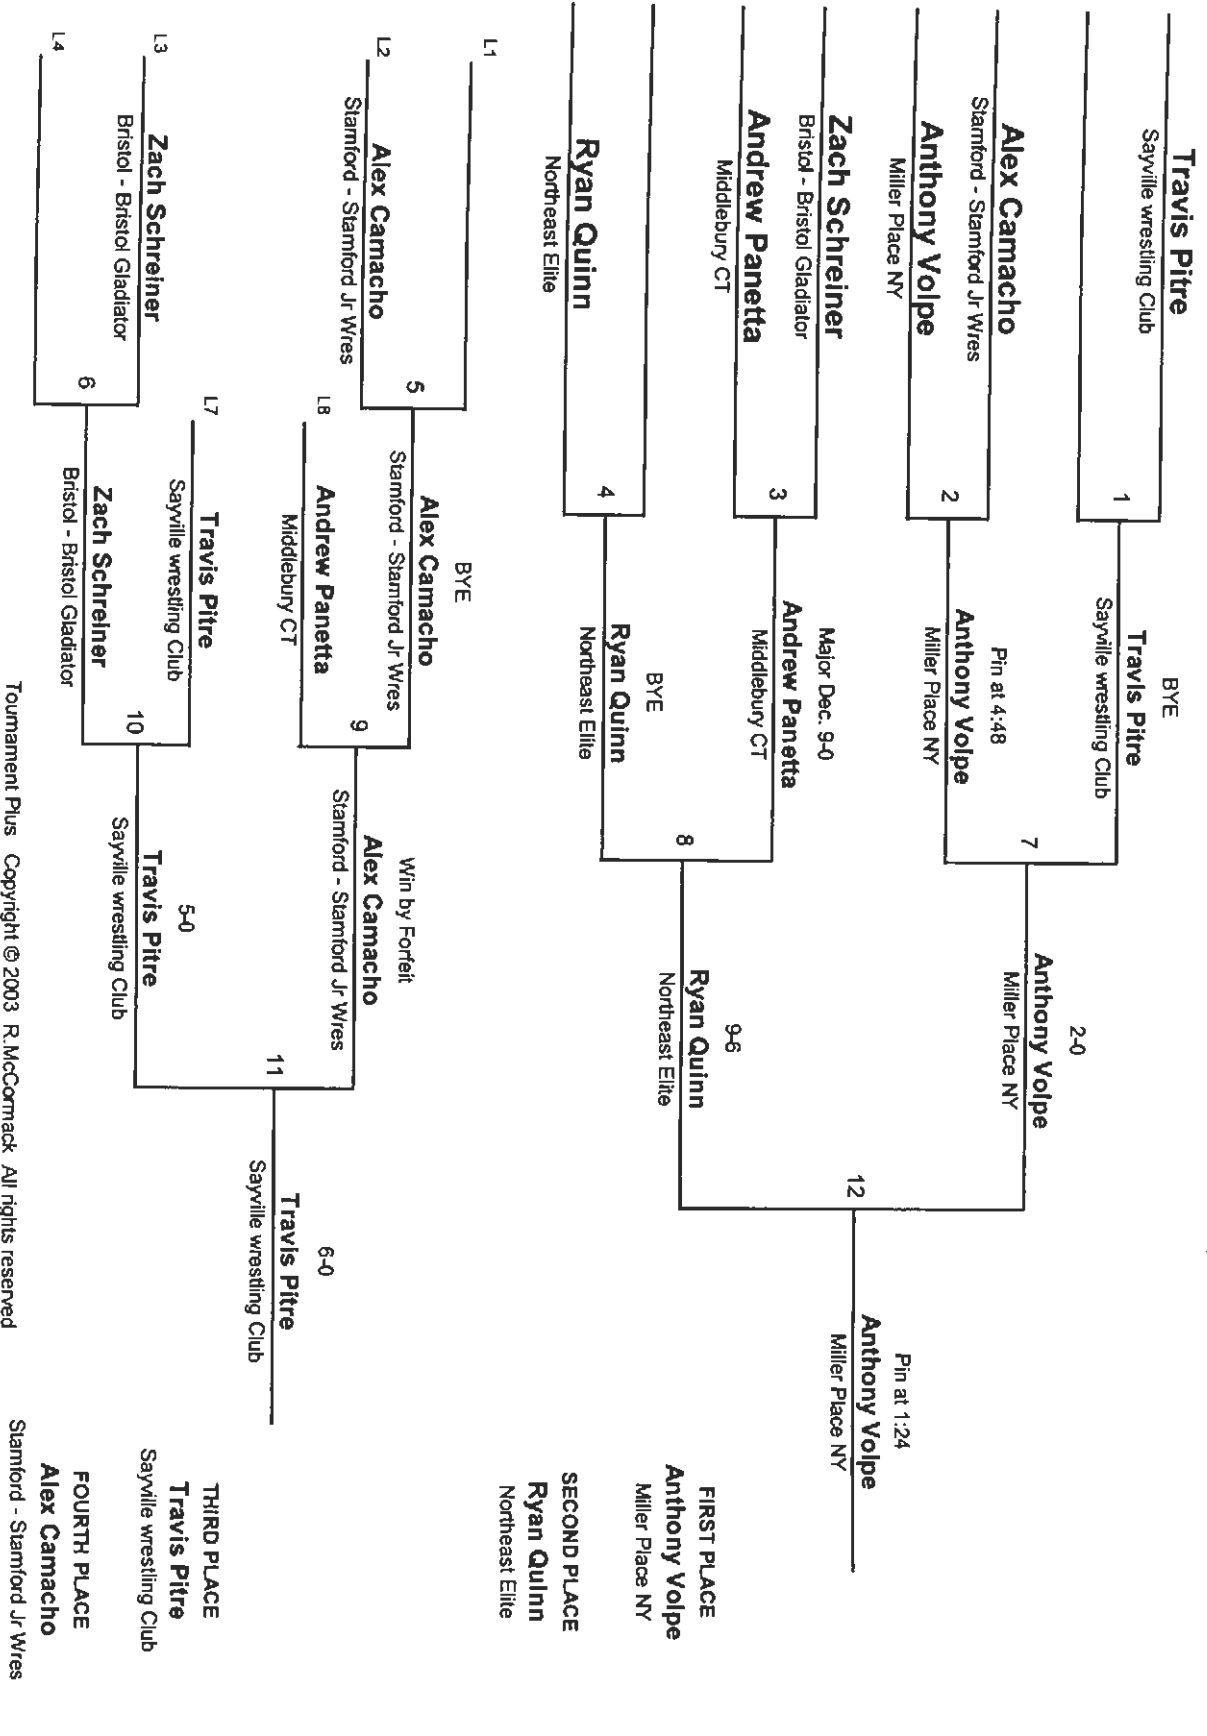 Travis Pitre
Sayville wrestling Club
1
BYE
Travis Pitre
Sayville wrestling Club
Alex Camacho
Stamford - Stamford Jr Wres
2
Anthony Volpe
Miller Place NY
Pin at 4:48
Anthony Volpe
Miller Place NY
7
2-0
Anthony Volpe
Miller Place NY
Zach Schreiner
Bristol - Bristol Gladiator
3
Andrew Panetta
Middlebury CT
Major Dec. 9-0
Andrew Panetta
Middlebury CT
8
9-6
Ryan Quinn
Northeast Elite
4
Ryan Quinn
Northeast Elite
BYE
Ryan Quinn
Northeast Elite
12
Pin at 1:24
Anthony Volpe
Miller Place NY
L1
L2
Alex Camacho
Stamford - Stamford Jr Wres
5
BYE
Alex Camacho
Stamford - Stamford Jr Wres
L8
Andrew Panetta
Middlebury CT
9
Win by Forfeit
Alex Camacho
Stamford - Stamford Jr Wres
L7
Travis Pitre
Sayville wrestling Club
L3
Zach Schreiner
Bristol - Bristol Gladiator
6
L4
Zach Schreiner
Bristol - Bristol Gladiator
10
5-0
Travis Pitre
Sayville wrestling Club
11
6-0
Travis Pitre
Sayville wrestling Club
FIRST PLACE
Anthony Volpe
Miller Place NY
SECOND PLACE
Ryan Quinn
Northeast Elite
THIRD PLACE
Travis Pitre
Sayville wrestling Club
FOURTH PLACE
Alex Camacho
Stamford - Stamford Jr Wres
Tournament Plus Copyright © 2003 R.McCormack All rights reserved